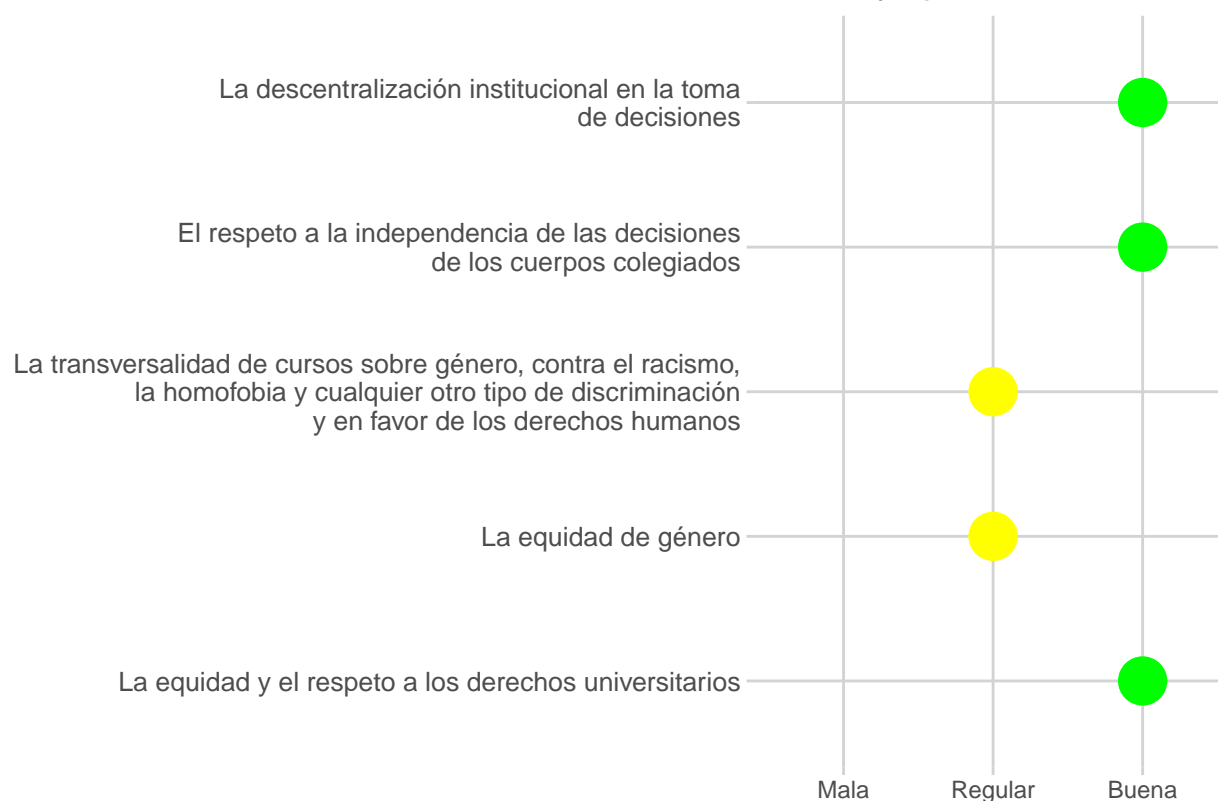 La descentralización institucional en la toma
de decisiones
El respeto a la independencia de las decisiones
de los cuerpos colegiados
La transversalidad de cursos sobre género, contra el racismo,
la homofobia y cualquier otro tipo de discriminación
y en favor de los derechos humanos
La equidad de género
La equidad y el respeto a los derechos universitarios
Mala Regular Buena